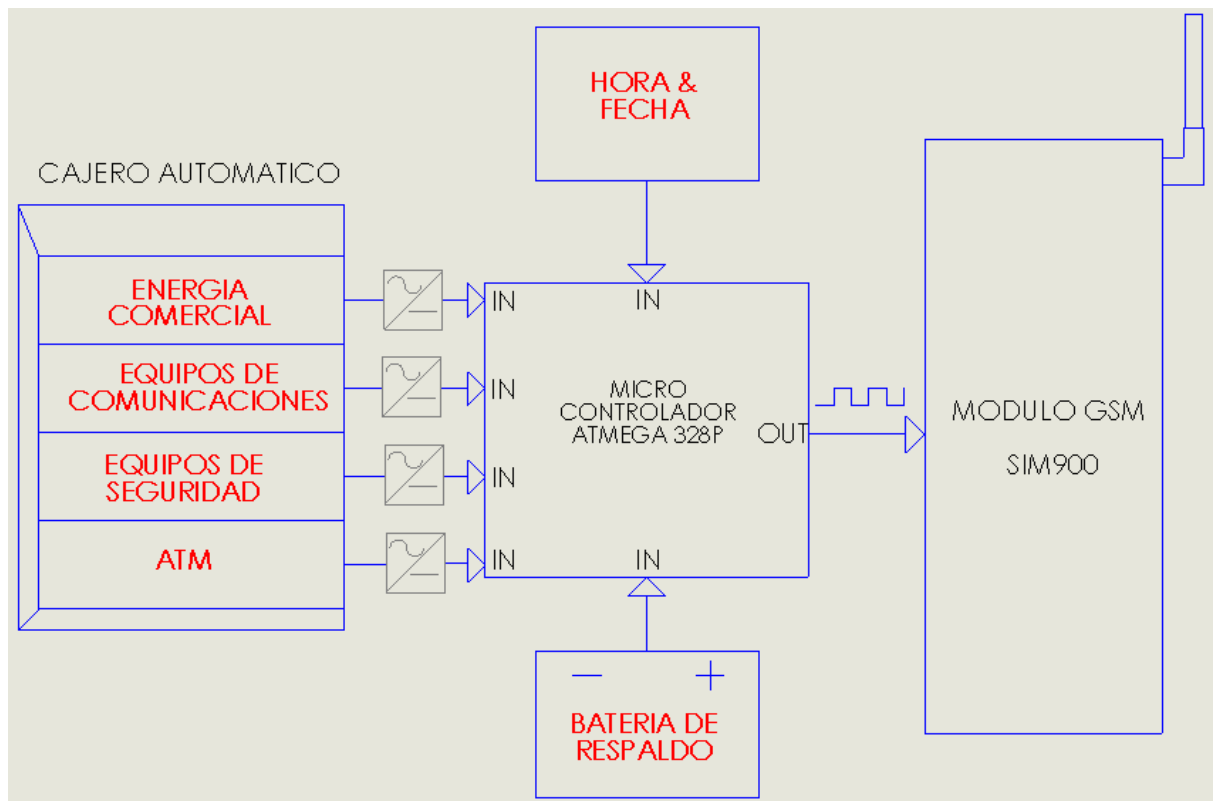 HORA &
FECHA
CAJERO AUTOMATICO
ENERGIA
COMERCIAL
EQUIPOS DE
COMUNICACIONES
EQUIPOS DE
SEGURIDAD
ATM
IN
IN
IN
IN
IN
MICRO
CONTROLADOR
ATMEGA 328P
OUT
IN
MODULO GSM
SIM900
- +
BATERIA DE
RESPALDO